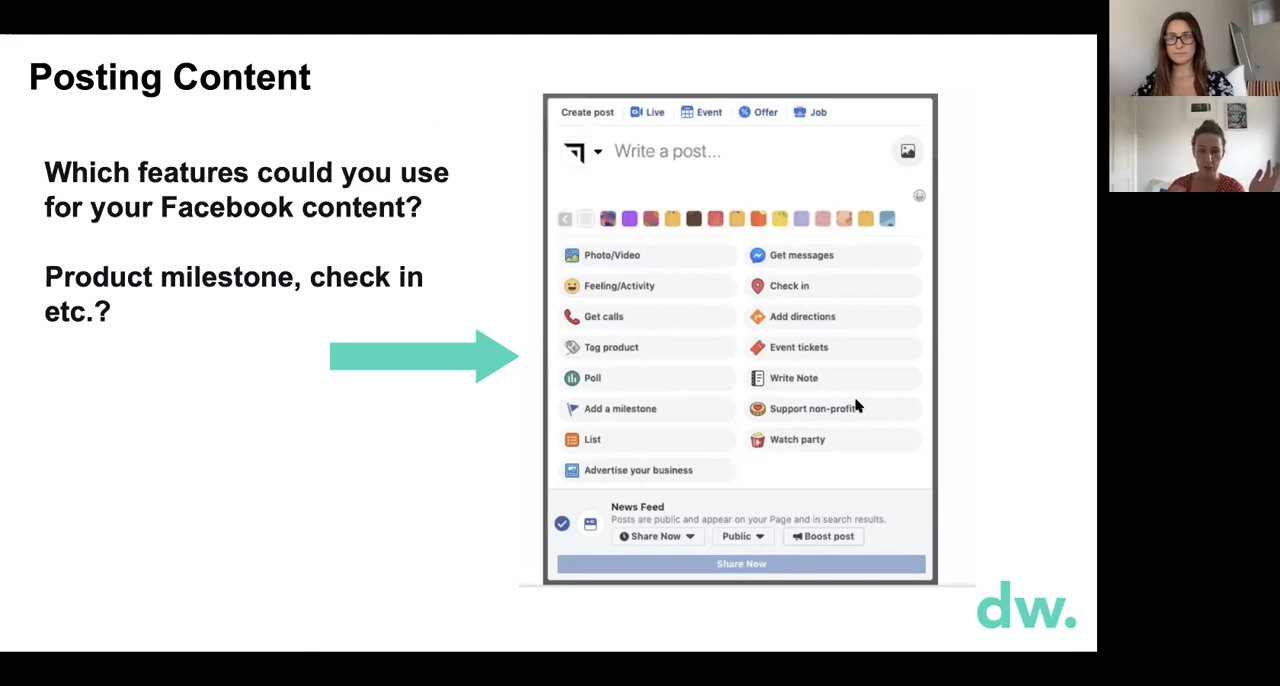 Posting Content
Which features could you use
for your Facebook content?
Product milestone, check in
etc.?
Create post
Live
Event
Offer
Job
Write a post...
Photo/Video
Get messages
Feeling/Activity
Check in
Get calls
Add directions
Tag product
Event tickets
Poll
Write Note
Add a milestone
Support non-profit
List
Watch party
Advertise your business
News Feed
Posts are public and appear on your Page and in search results.
Share Now
Public
Boost post
Share Now
dw.